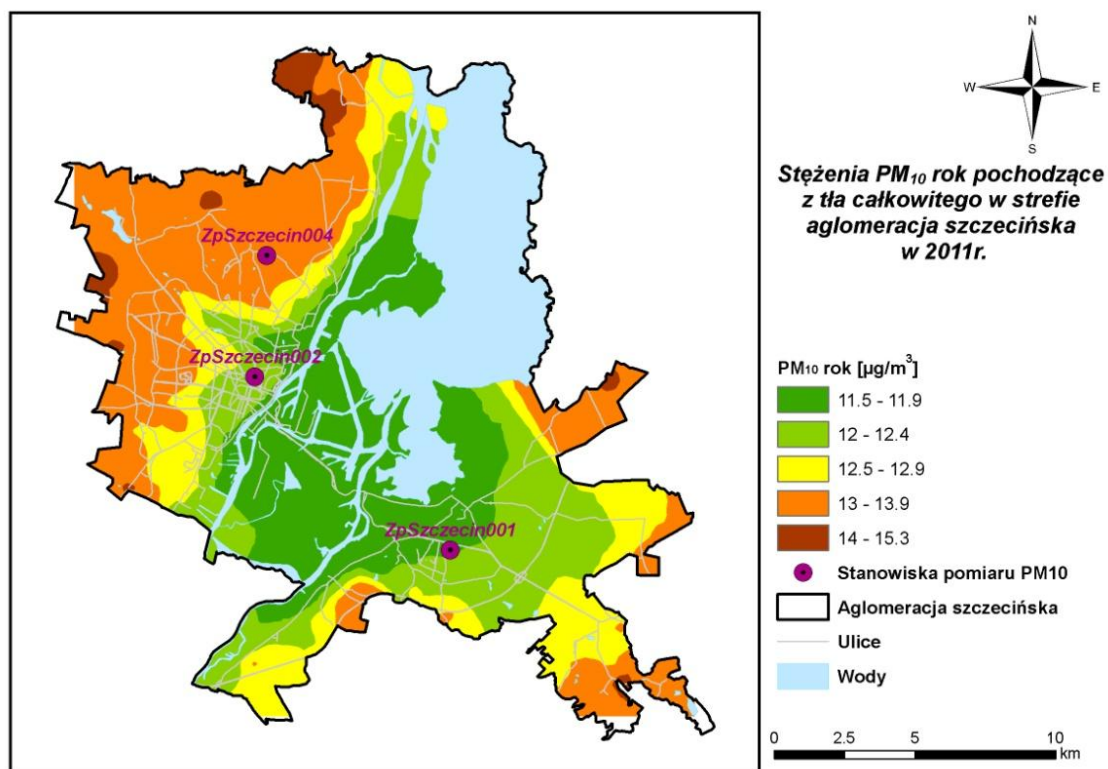 N
W E
S
Stężenia PM₁₀ rok pochodzące
z tła całkowitego w strefie
aglomeracja szczecińska
w 2011r.
ZpSzczecin004
ZpSzczecin002
ZpSzczecin001
PM₁₀ rok [µg/m³]
11.5 - 11.9
12 - 12.4
12.5 - 12.9
13 - 13.9
14 - 15.3
Stanowiska pomiaru PM10
Aglomeracja szczecińska
Ulice
Wody
0 2.5 5 10
km